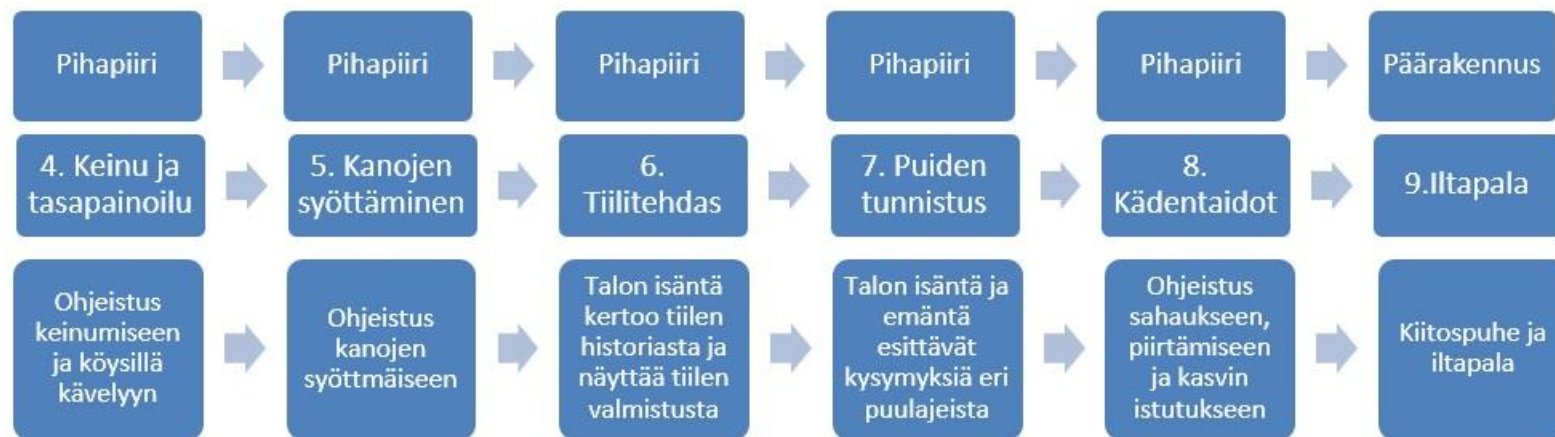 Pihapiiri
Pihapiiri
Pihapiiri
Pihapiiri
Pihapiiri
Päärakennus
4. Keinu ja
tasapainoilu
5. Kanojen
syöttäminen
6.
Tiilitehdas
7. Puiden
tunnistus
8.
Kädentaidot
9.Iltapala
Ohjeistus
keinumiseen
ja köysillä
kävelyyn
Ohjeistus
kanojen
syöttmäiseen
Talon isäntä
kertoo tiilen
historiasta ja
näyttää tiilen
valmistusta
Talon isäntä ja
emäntä
esittävät
kysymyksiä eri
puulajeista
Ohjeistus
sahaukseen,
piirtämiseen
ja kasvin
istutukseen
Kiitospuhe ja
iltapala